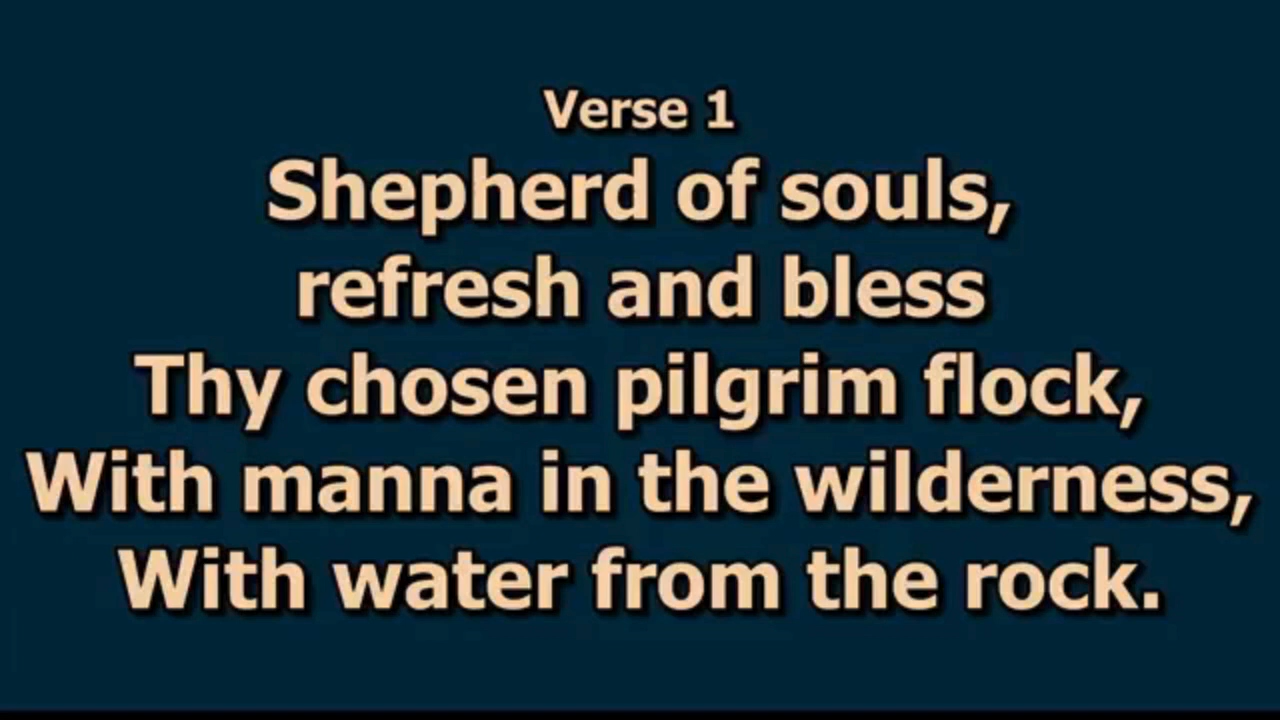 Verse 1
Shepherd of souls,
refresh and bless
Thy chosen pilgrim flock,
With manna in the wilderness,
With water from the rock.